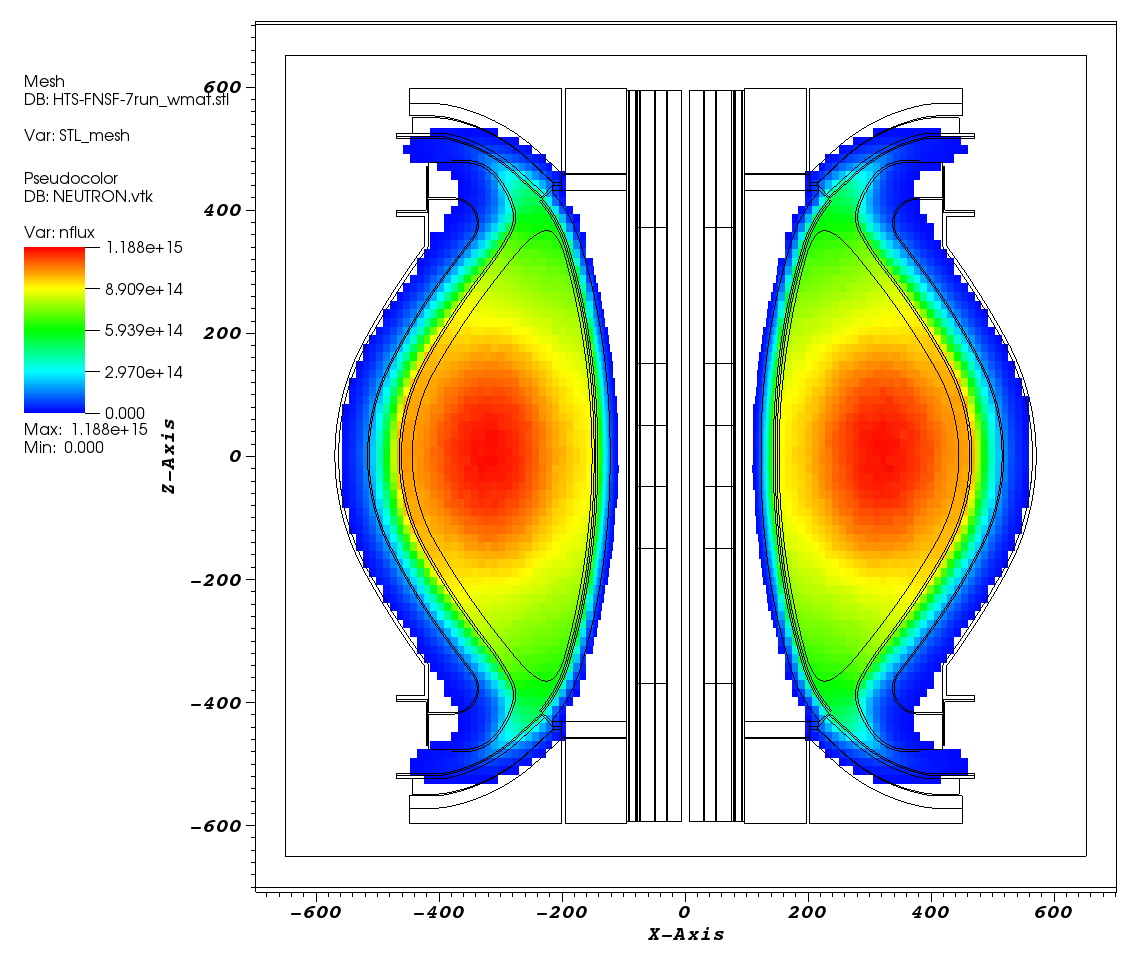 Mesh
DB: HTS-FNSF-7run_wmat.stl
Var: STL_mesh
Pseudocolor
DB: NEUTRON.vtk
Var: nflux
1.188e+15
8.909e+14
5.939e+14
2.970e+14
0.000
Max: 1.188e+15
Min: 0.000
600
400
200
0
-200
-400
-600
Z-Axis
-600
-400
-200
0
200
400
600
X-Axis